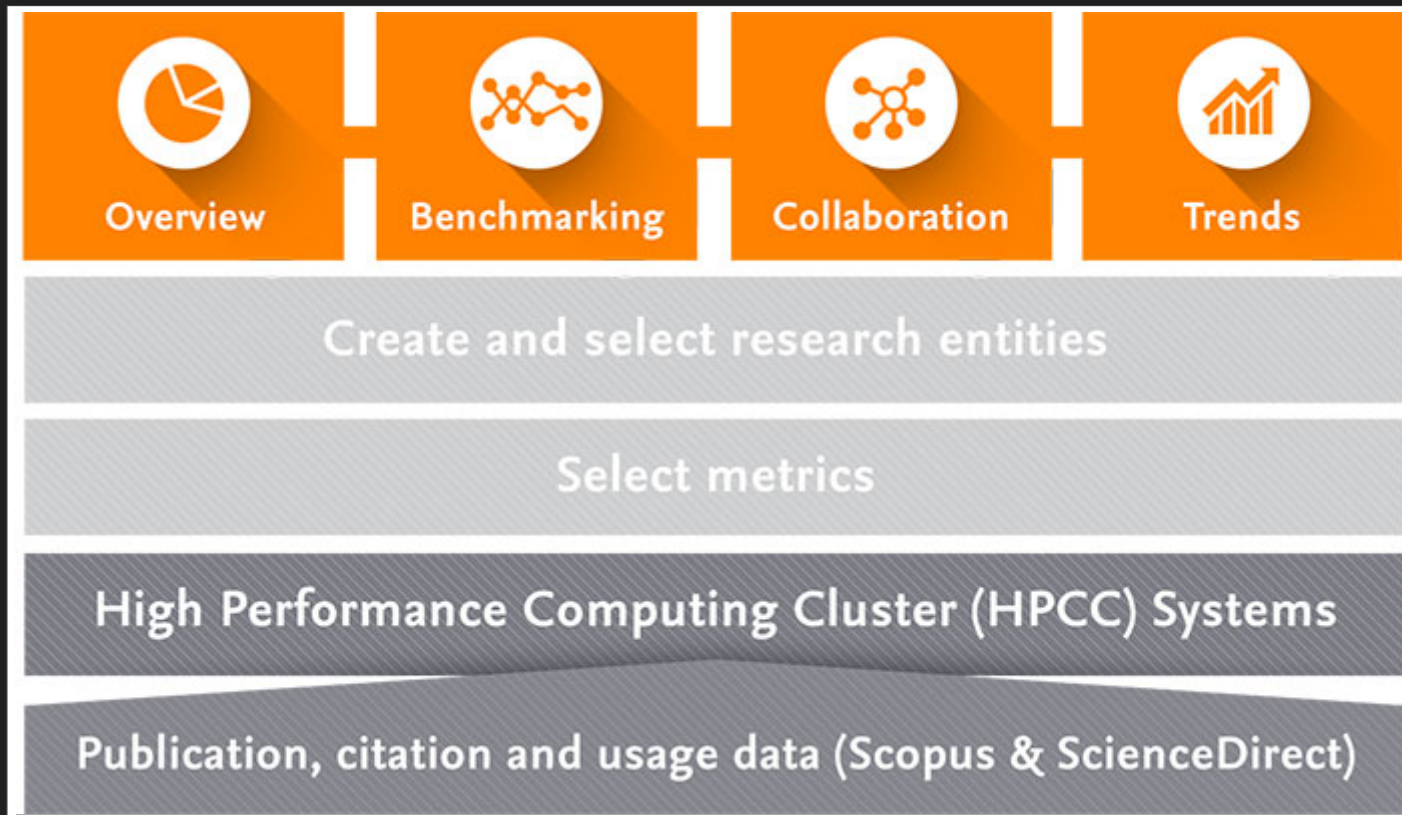 Overview Benchmarking Collaboration Trends
Create and select research entities
Select metrics
High Performance Computing Cluster (HPCC) Systems
Publication, citation and usage data (Scopus & ScienceDirect)